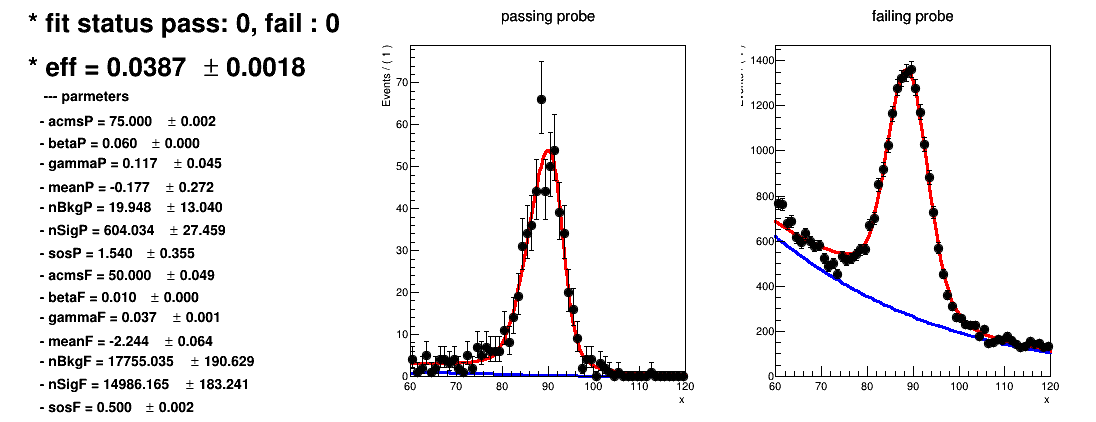 * fit status pass: 0, fail : 0
* eff = 0.0387 ± 0.0018
--- parmeters
- acmsP = 75.000 ± 0.002
- betaP = 0.060 ± 0.000
- gammaP = 0.117 ± 0.045
- meanP = -0.177 ± 0.272
- nBkgP = 19.948 ± 13.040
- nSigP = 604.034 ± 27.459
- sosP = 1.540 ± 0.355
- acmsF = 50.000 ± 0.049
- betaF = 0.010 ± 0.000
- gammaF = 0.037 ± 0.001
- meanF = -2.244 ± 0.064
- nBkgF = 17755.035 ± 190.629
- nSigF = 14986.165 ± 183.241
- sosF = 0.500 ± 0.002
passing probe
Events / ( 1 )
70
60
50
40
30
20
10
0
60 70 80 90 100 110 120
x
failing probe
1400
1200
1000
800
600
400
200
0
60 70 80 90 100 110 120
x